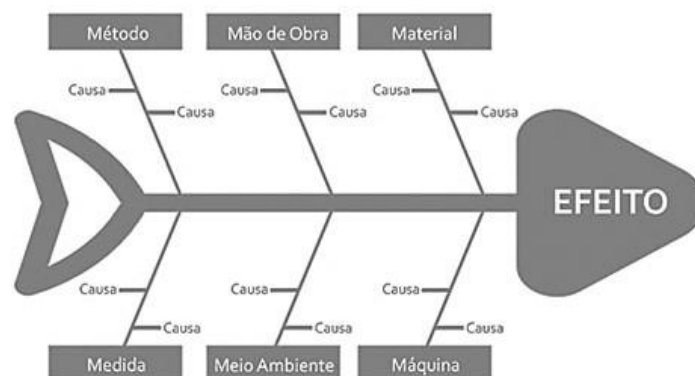 Método
Mão de Obra
Material
Causa
Causa
Causa
Causa
Causa
Causa
EFEITO
Causa
Causa
Causa
Causa
Causa
Causa
Medida
Meio Ambiente
Máquina